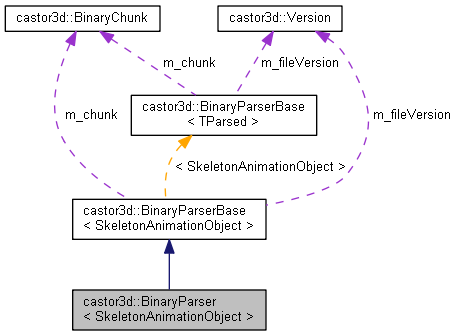 castor3d::BinaryChunk
castor3d::Version
m_chunk
m_fileVersion
castor3d::BinaryParserBase
< TParsed >
m_chunk
m_fileVersion
< SkeletonAnimationObject >
castor3d::BinaryParserBase
< SkeletonAnimationObject >
castor3d::BinaryParser
< SkeletonAnimationObject >